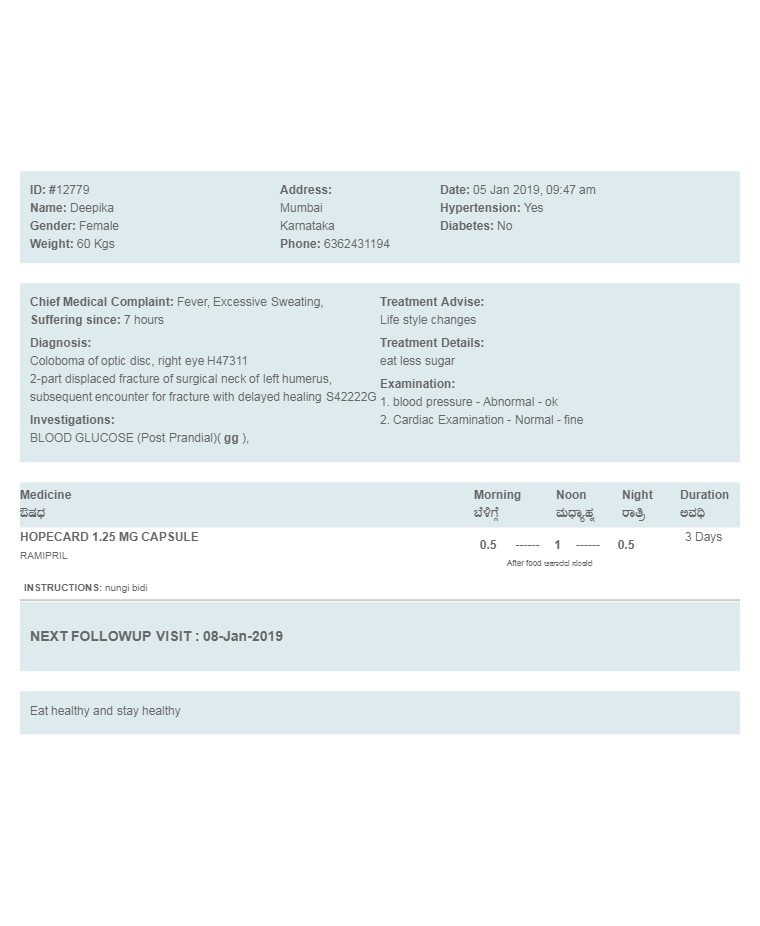 ID: #12779
Name: Deepika
Gender: Female
Weight: 60 Kgs
Address:
Mumbai
Karnataka
Phone: 6362431194
Date: 05 Jan 2019, 09:47 am
Hypertension: Yes
Diabetes: No
Chief Medical Complaint: Fever, Excessive Sweating,
Suffering since: 7 hours
Diagnosis:
Coloboma of optic disc, right eye H47311
2-part displaced fracture of surgical neck of left humerus,
subsequent encounter for fracture with delayed healing S42222G
Investigations:
BLOOD GLUCOSE (Post Prandial)( gg ),
Treatment Advise:
Life style changes
Treatment Details:
eat less sugar
Examination:
1. blood pressure - Abnormal - ok
2. Cardiac Examination - Normal - fine
Medicine Morning Noon Night Duration
ಔಷಧ ಬೆಳಿಗ್ಗೆ ಮಧ್ಯಾಹ್ನ ರಾತ್ರಿ ಅವಧಿ
HOPECARD 1.25 MG CAPSULE 0.5 ------ 1 ------ 0.5 3 Days
RAMIPRIL
After food ಆಹಾರದ ನಂತರ
INSTRUCTIONS: nungi bidi
NEXT FOLLOWUP VISIT : 08-Jan-2019
Eat healthy and stay healthy